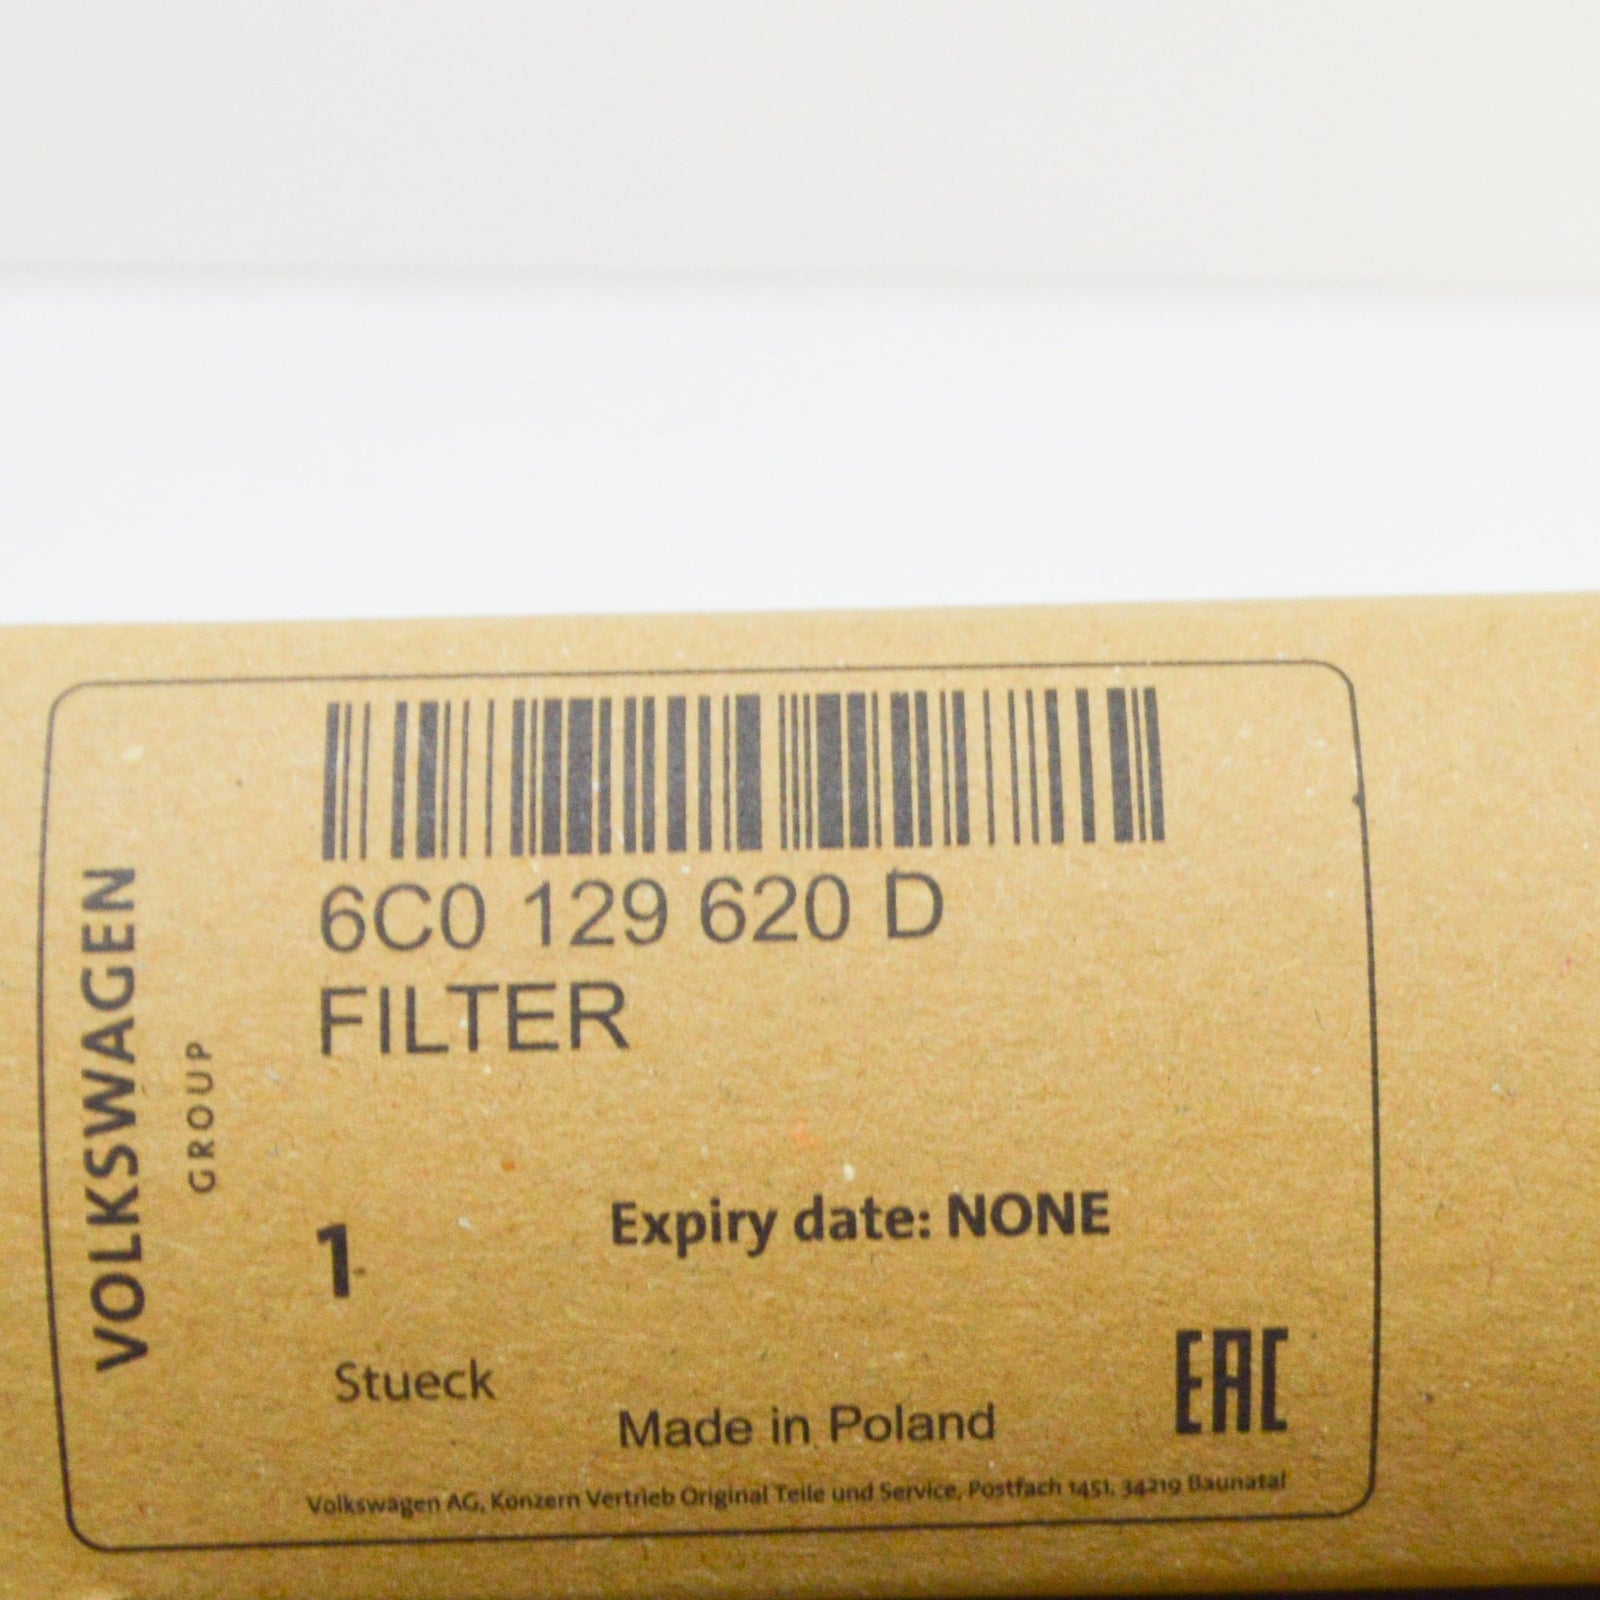 VOLKSWAGEN
GROUP
6C0 129 620 D
FILTER
1
Expiry date: NONE
Stueck
Made in Poland
EAC
Volkswagen AG, Konzern Vertrieb Original Teile und Service, Postfach 1451, 34219 Baunatal